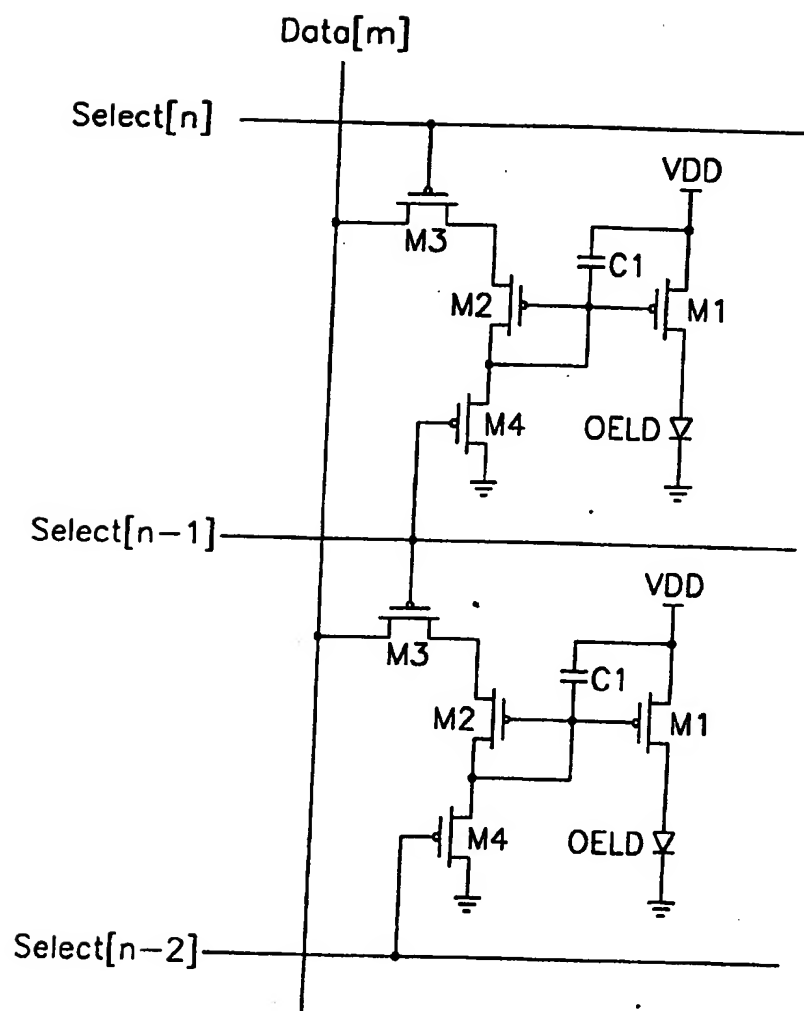 Data[m]
Select[n]
VDD
M3
C1
M2
M1
M4
OELD
Select[n-1]
VDD
M3
C1
M2
M1
M4
OELD
Select[n-2]